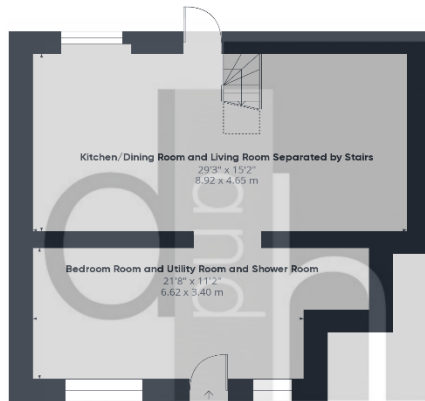 Kitchen/Dining Room and Living Room Separated by Stairs
29'3" x 15'2"
8.92 x 4.65 m
Bedroom Room and Utility Room and Shower Room
21'8" x 11'2"
6.62 x 3.40 m
d and h